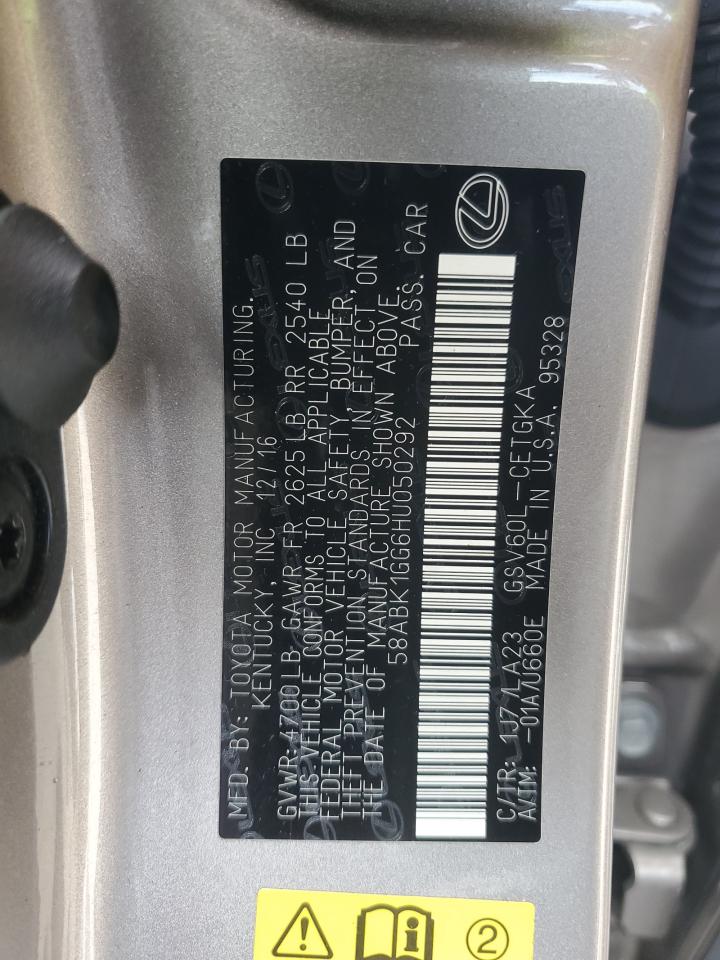 MFD. BY: TOYOTA MOTOR MANUFACTURING,
KENTUCKY, INC 12/16
GVWR: 4700 LB GAWR:FR 2625 LB RR 2540 LB
THIS VEHICLE CONFORMS TO ALL APPLICABLE
FEDERAL MOTOR VEHICLE SAFETY, BUMPER, AND
THEFT PREVENTION STANDARDS IN EFFECT ON
THE DATE OF MANUFACTURE SHOWN ABOVE.
58ABK1GG6HU050292 PASS. CAR
C/TR: 1J7/LA23 GSV60L-CETGKA
A/TM: -01A/U660E MADE IN U.S.A. 95328
2